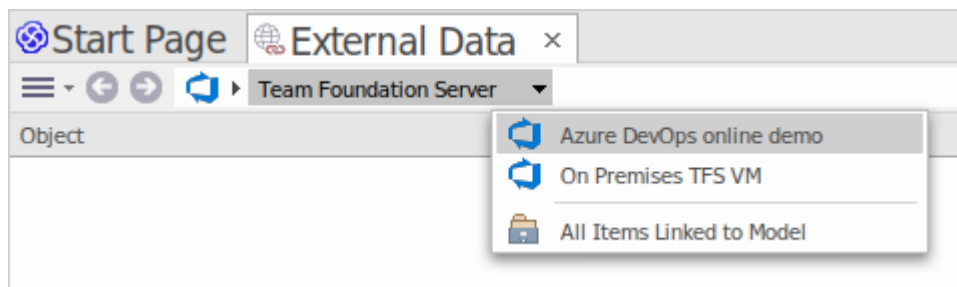 Start Page External Data ×
Team Foundation Server
Object
Azure DevOps online demo
On Premises TFS VM
All Items Linked to Model